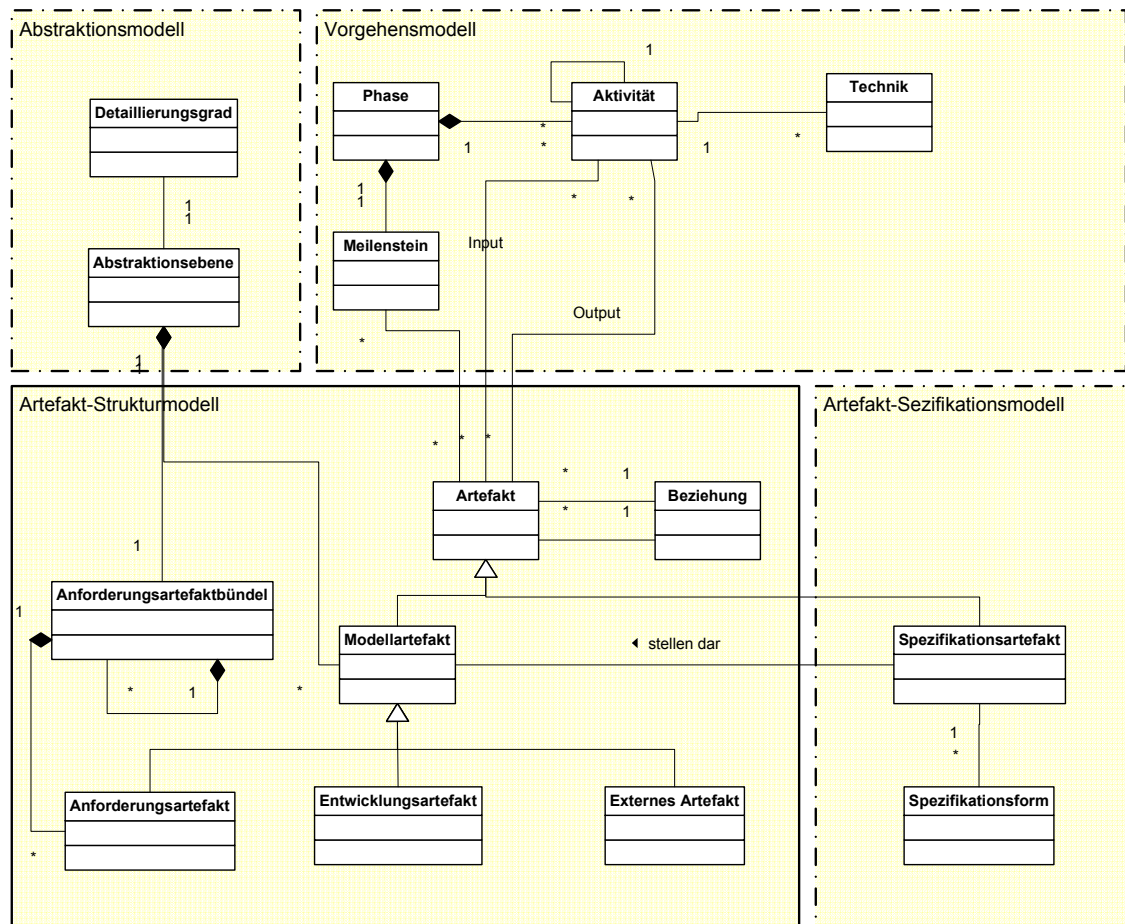 Abstraktionsmodell
Detaillierungsgrad
1
1
Abstraktionsebene
1
1
Vorgehensmodell
1
Phase
Aktivität
Technik
*
1
*
1
*
1
1
*
*
Meilenstein
Input
Output
*
Artefakt-Strukturmodell
*
*
*
*
1
Artefakt
Beziehung
*
1
1
Anforderungsartefaktbündel
1
Modellartefakt
*
1
*
Anforderungsartefakt
Entwicklungsartefakt
Externes Artefakt
*
Artefakt-Sezifikationsmodell
Spezifikationsartefakt
stellen dar
1
*
Spezifikationsform